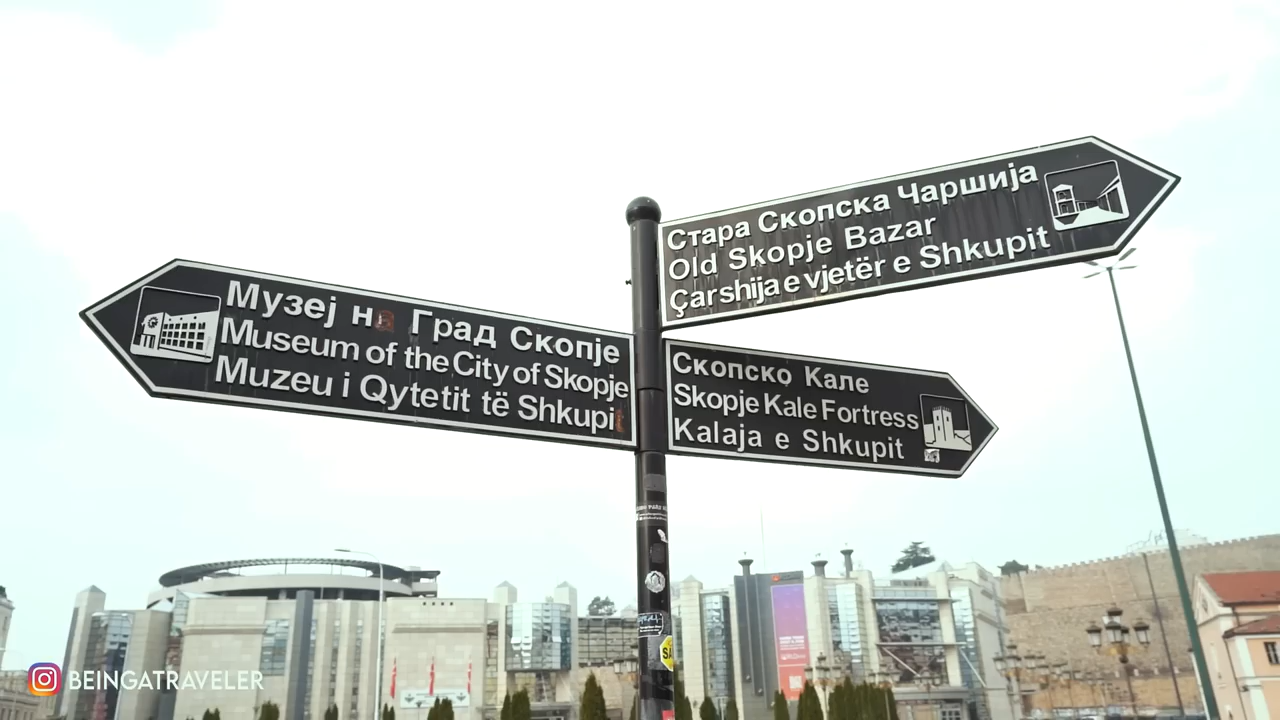 Музеј на Град Скопје
Museum of the City of Skopje
Muzeu i Qytetit të Shkupit
Стара Скопска Чаршија
Old Skopje Bazar
Çarshija e vjetër e Shkupit
Скопско Кале
Skopje Kale Fortress
Kalaja e Shkupit
BEINGATRAVELER